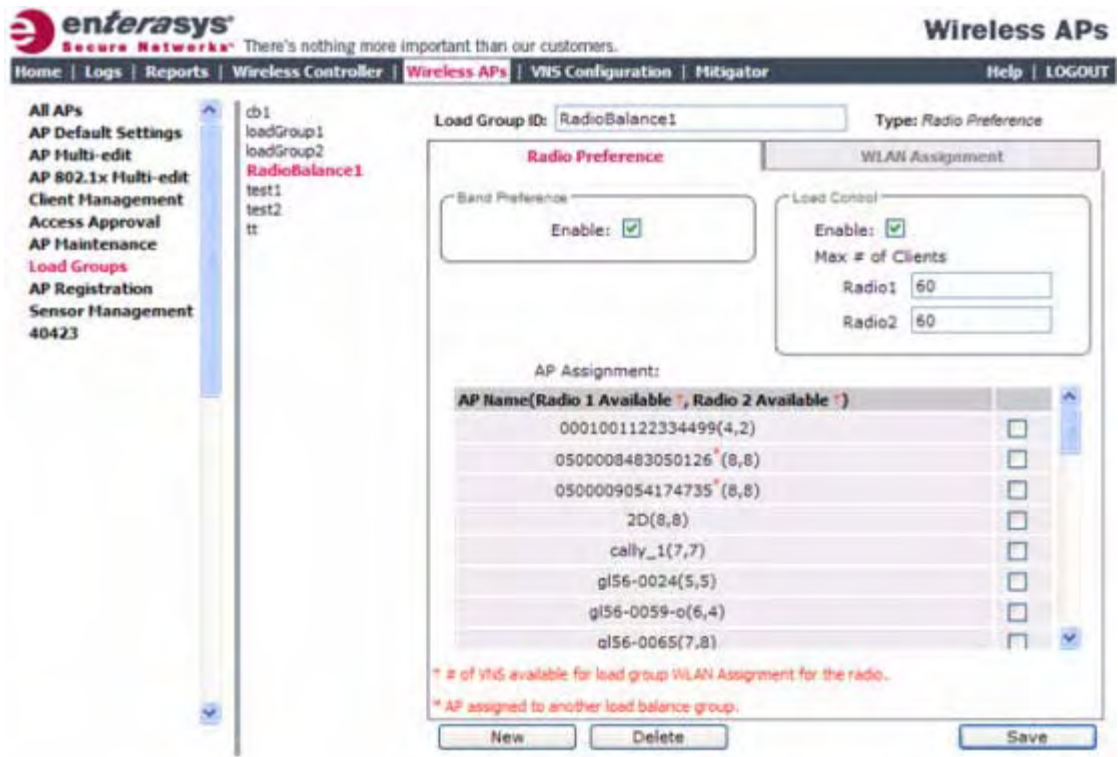 enterasys
Secure Networks There's nothing more important than our customers.
Wireless APs
Home | Logs | Reports | Wireless Controller | Wireless APs | VNS Configuration | Mitigator Help | LOGOUT
All APs
AP Default Settings
AP Multi-edit
AP 802.1x Multi-edit
Client Management
Access Approval
AP Maintenance
Load Groups
AP Registration
Sensor Management
40423
cb1
loadGroup1
loadGroup2
RadioBalance1
test1
test2
tt
Load Group ID: RadioBalance1 Type: Radio Preference
Radio Preference WLAN Assignment
Band Preference
Enable:
Load Control
Enable:
Max # of Clients
Radio1 60
Radio2 60
AP Assignment:
AP Name(Radio 1 Available †, Radio 2 Available †)
0001001122334499(4,2)
0500008483050126*(8,8)
0500009054174735*(8,8)
2D(8,8)
cally_1(7,7)
gl56-0024(5,5)
gl56-0059-o(6,4)
gl56-0065(7,8)
† # of VNS available for load group WLAN Assignment for the radio.
* AP assigned to another load balance group.
New Delete Save